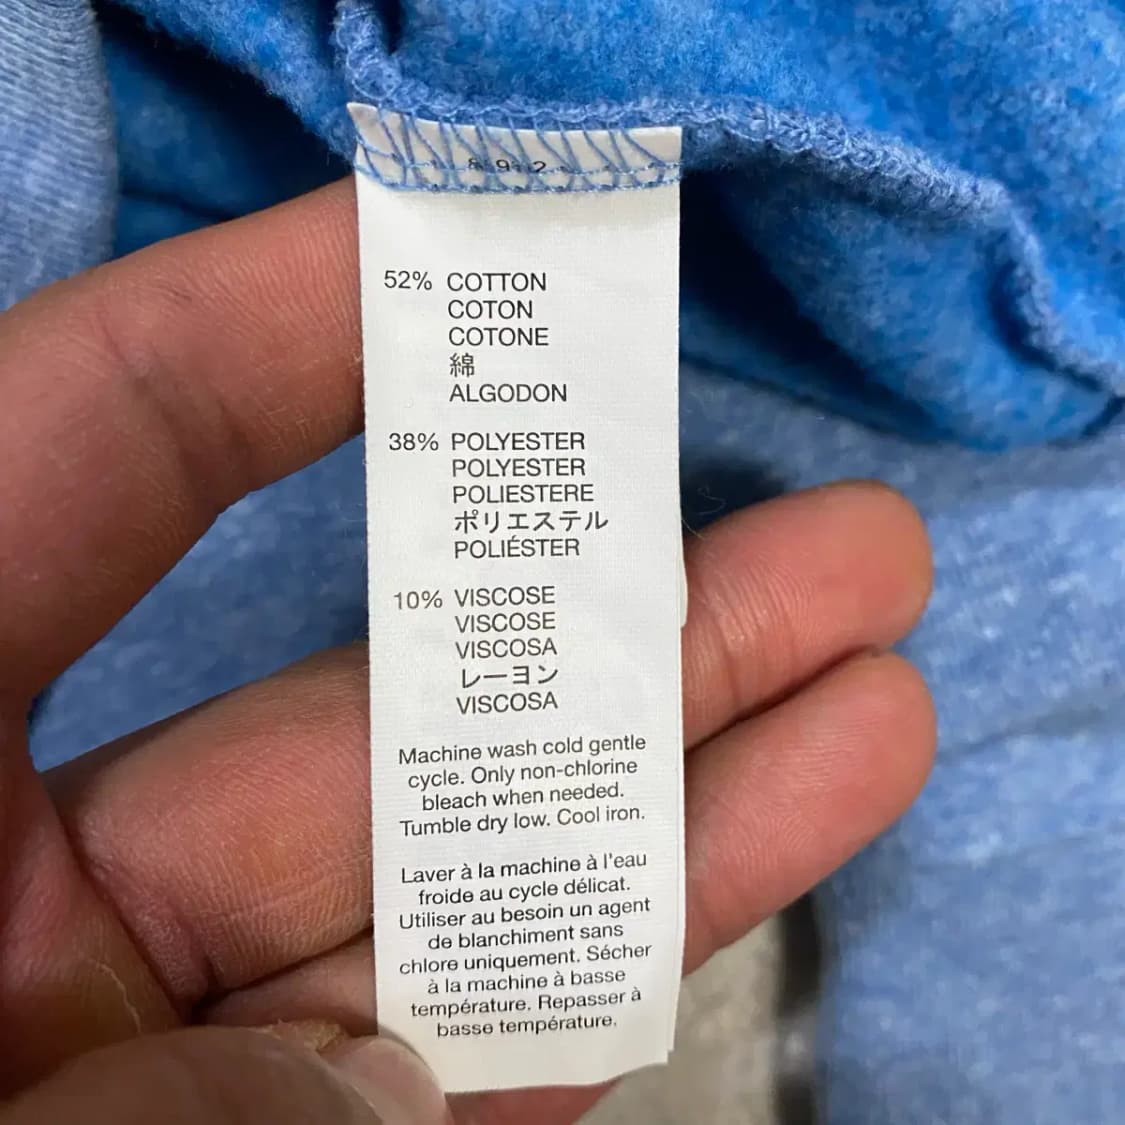 52% COTTON
COTON
COTONE
綿
ALGODON
38% POLYESTER
POLYESTER
POLIESTERE
ポリエステル
POLIÉSTER
10% VISCOSE
VISCOSE
VISCOSA
レーヨン
VISCOSA
Machine wash cold gentle
cycle. Only non-chlorine
bleach when needed.
Tumble dry low. Cool iron.
Laver à la machine à l'eau
froide au cycle délicat.
Utiliser au besoin un agent
de blanchiment sans
chlore uniquement. Sécher
à la machine à basse
température. Repasser à
basse température.